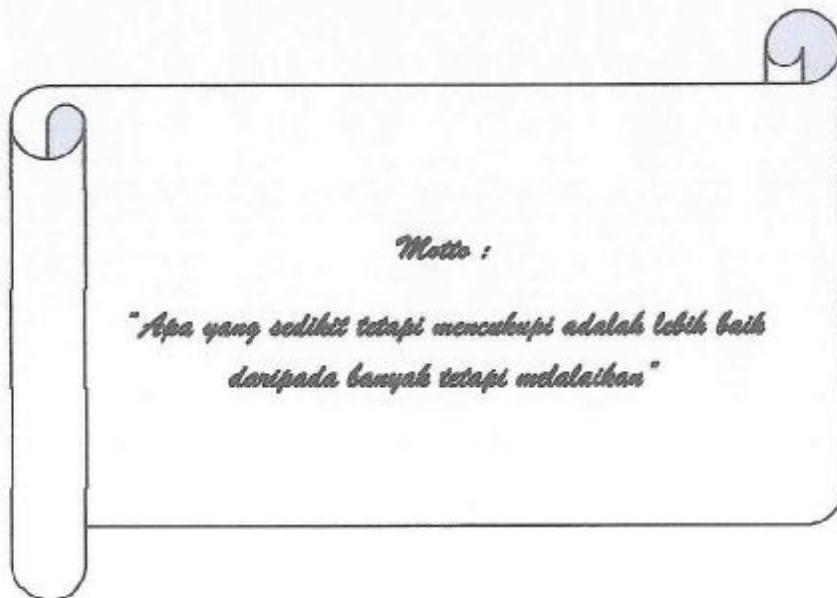 Motto :
"Apa yang sedikit tetapi mencukupi adalah lebih baik
daripada banyak tetapi melalaikan"